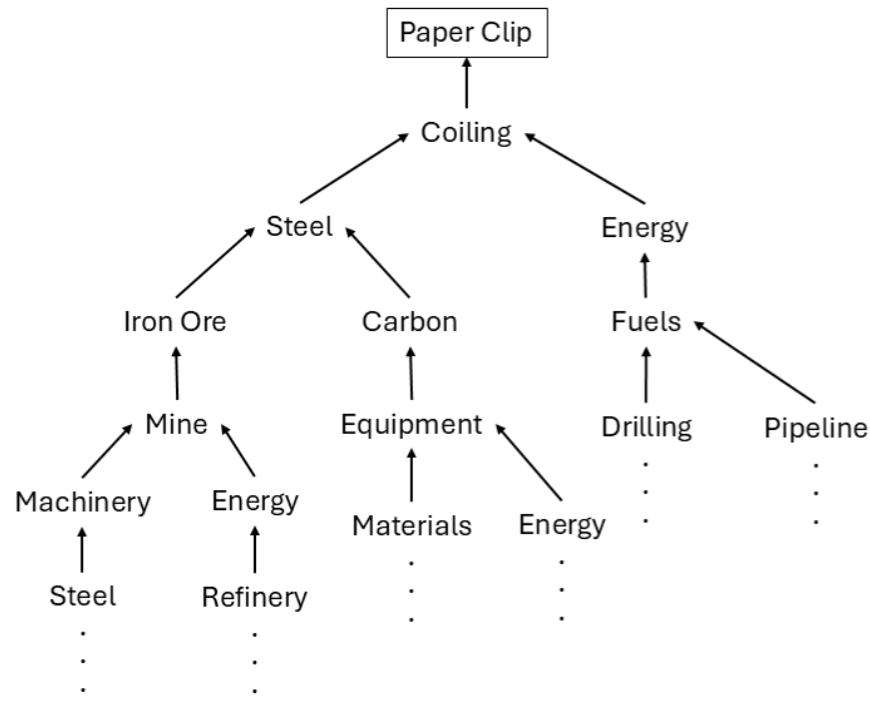 Paper Clip
Coiling
Steel
Energy
Iron Ore
Carbon
Fuels
Mine
Equipment
Drilling
Pipeline
Machinery
Energy
Materials
Energy
Steel
Refinery